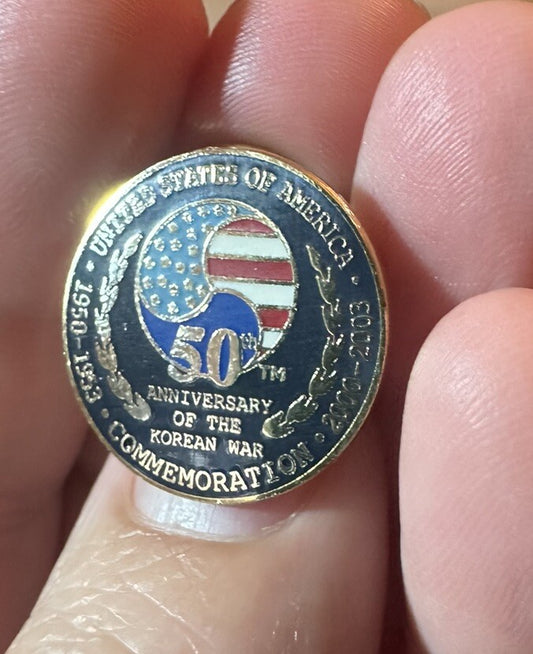 UNITED STATES OF AMERICA
1950-1953 • COMMEMORATION • 2000-2003
50th TM
ANNIVERSARY
OF THE
KOREAN WAR